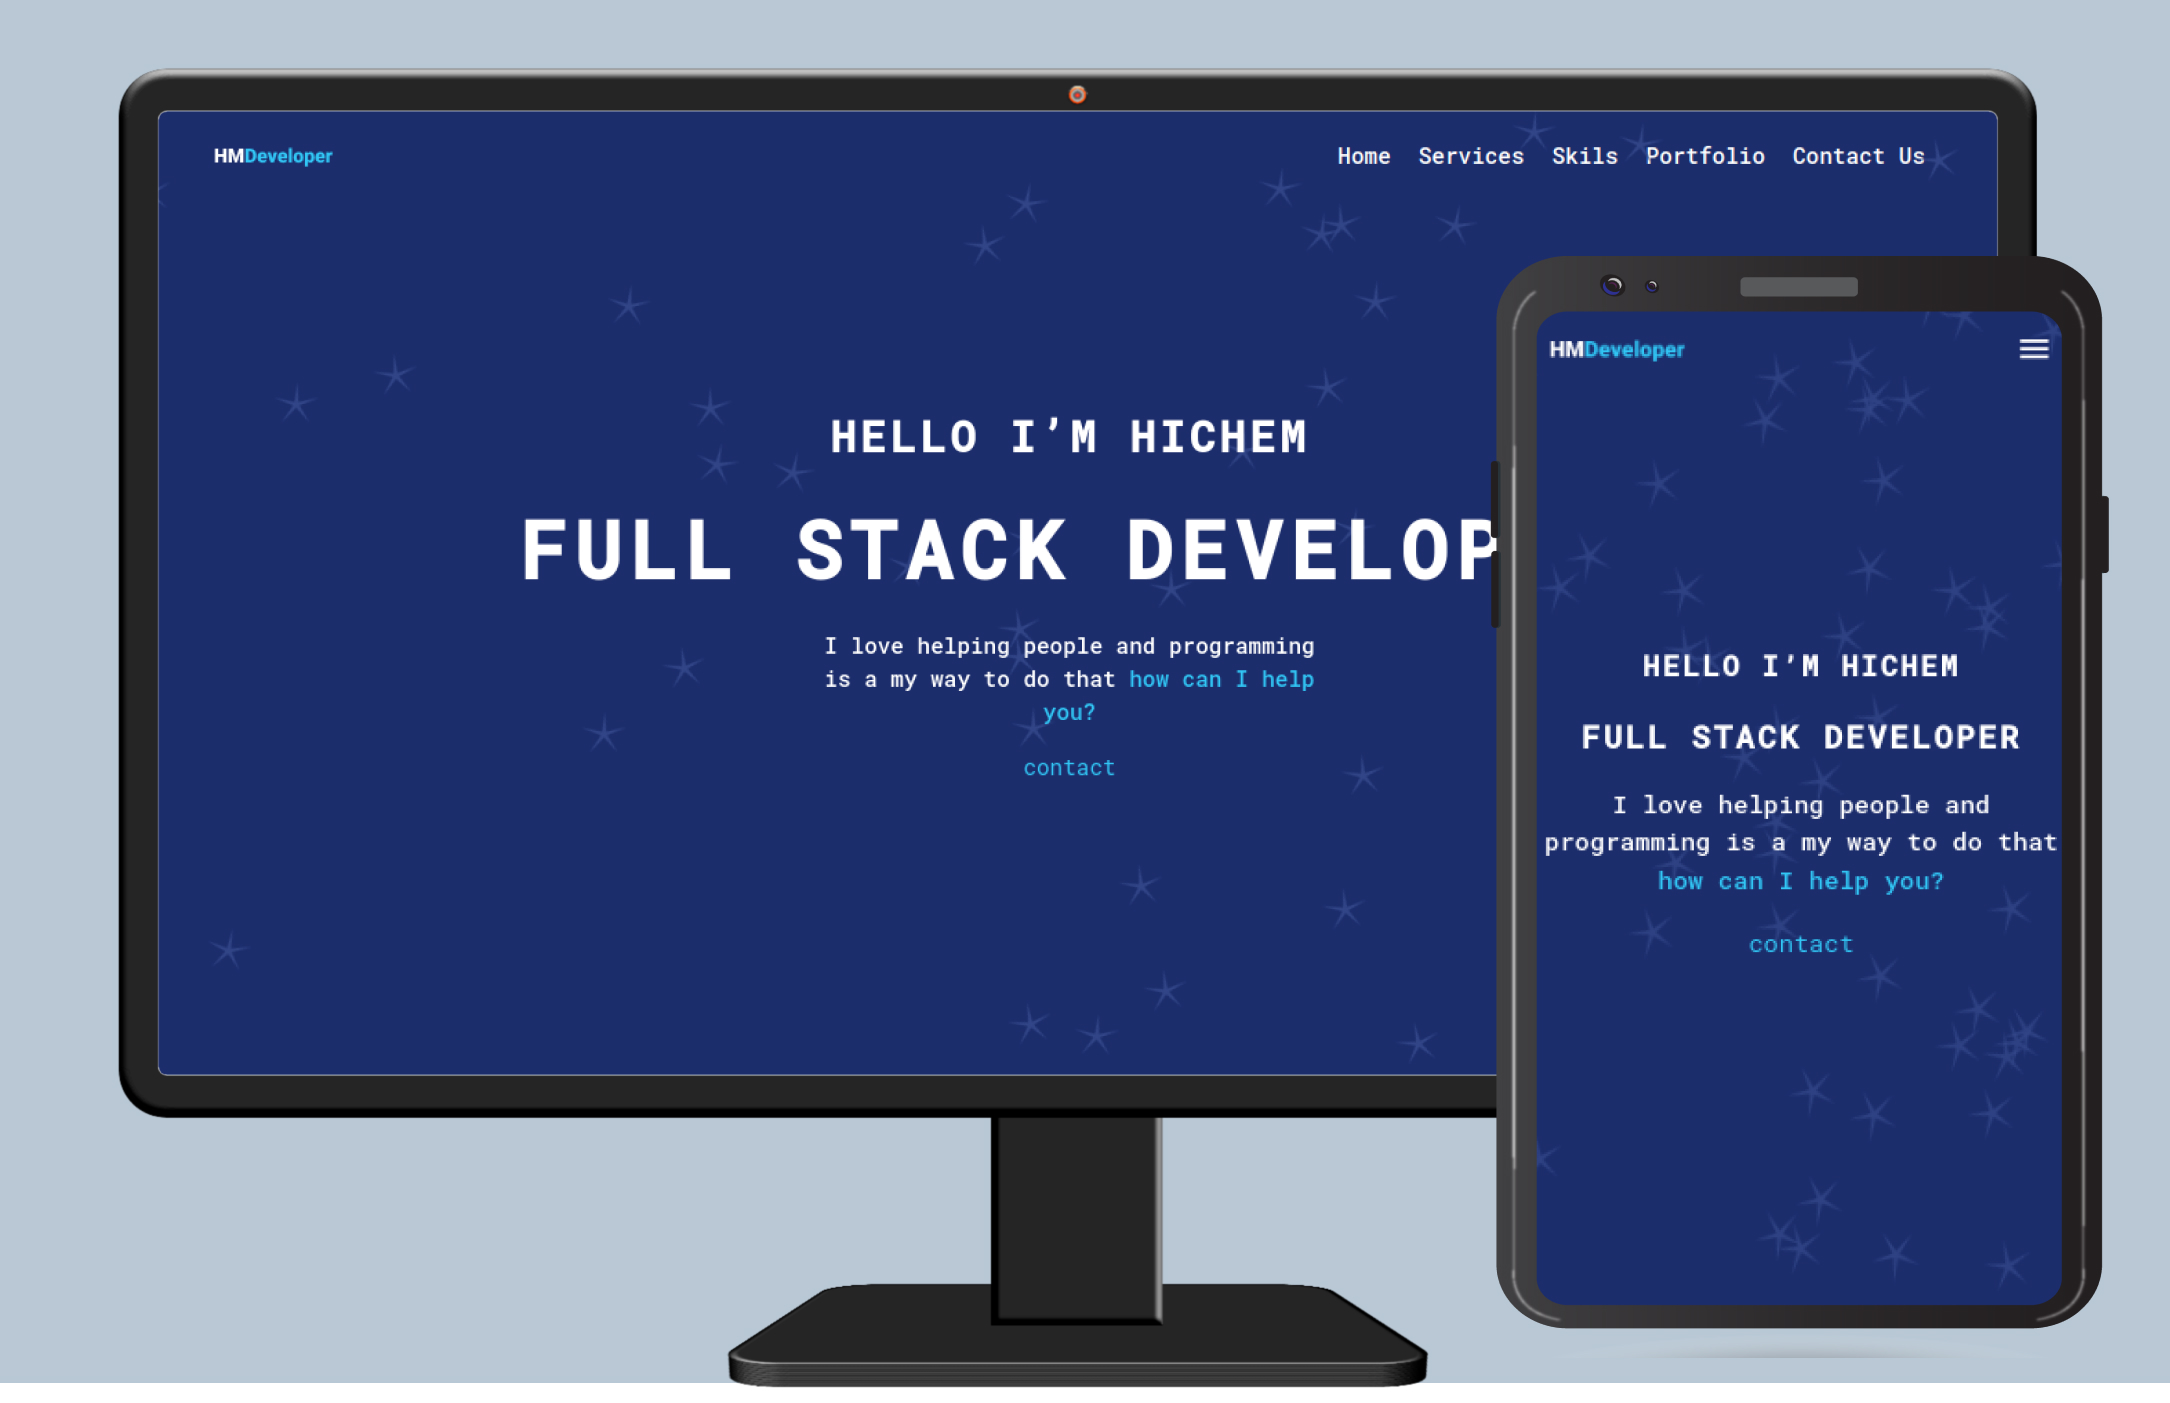 HMDeveloper
Home Services Skils Portfolio Contact Us
HELLO I’M HICHEM
FULL STACK DEVELOP
I love helping people and programming
is a my way to do that how can I help
you?
contact
HMDeveloper
HELLO I’M HICHEM
FULL STACK DEVELOPER
I love helping people and
programming is a my way to do that
how can I help you?
contact